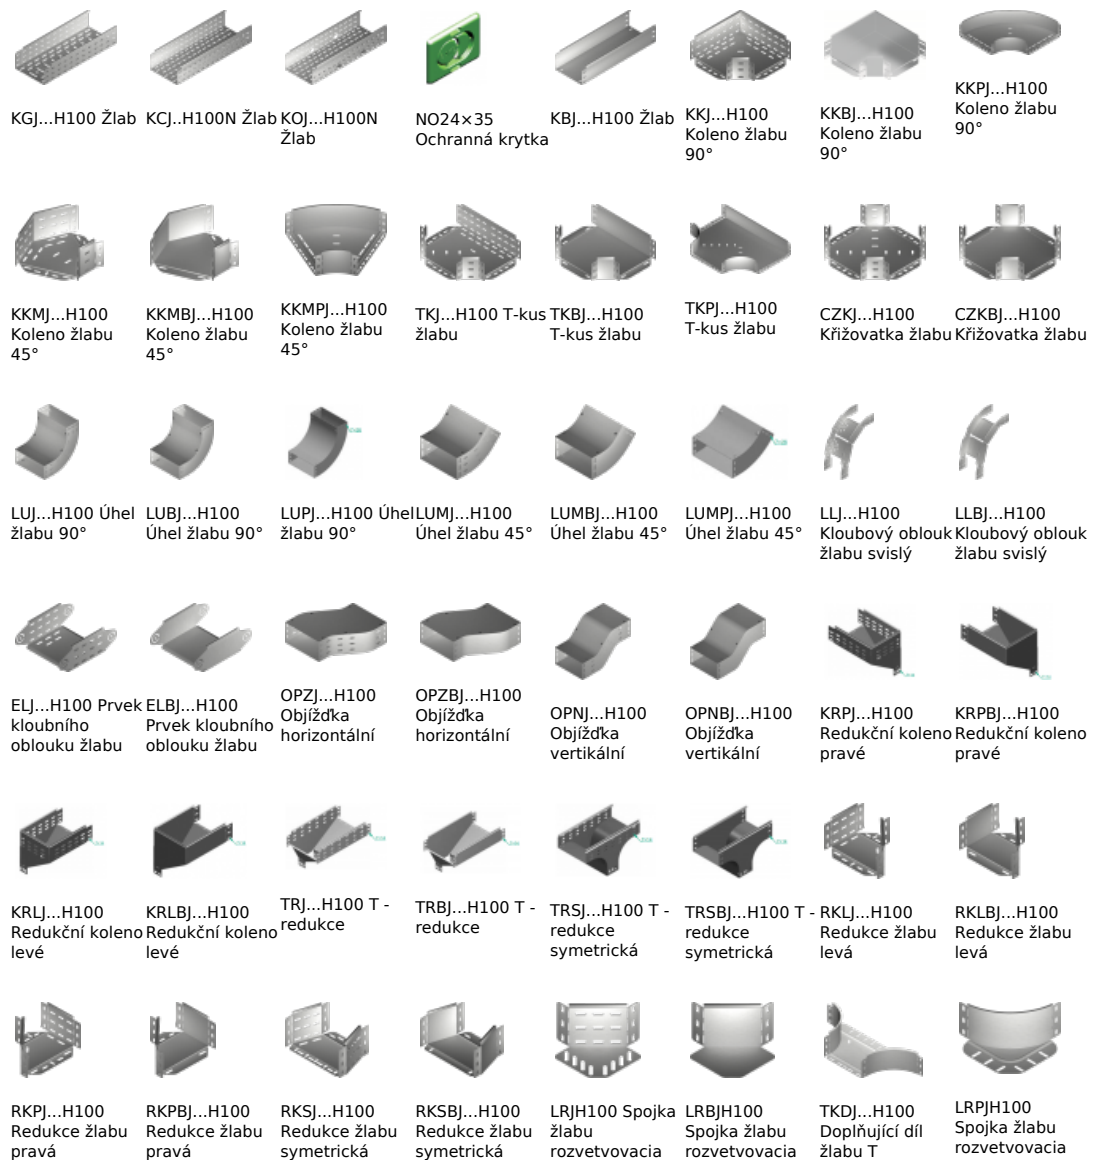 KGJ...H100 Žlab
KCJ..H100N Žlab
KOJ...H100N
Žlab
NO24×35
Ochranná krytka
KBJ...H100 Žlab
KKJ...H100
Koleno žlabu
90°
KKBJ...H100
Koleno žlabu
90°
KKPJ...H100
Koleno žlabu
90°
KKMJ...H100
Koleno žlabu
45°
KKMBJ...H100
Koleno žlabu
45°
KKMPJ...H100
Koleno žlabu
45°
TKJ...H100 T-kus
žlabu
TKBJ...H100
T-kus žlabu
TKPJ...H100
T-kus žlabu
CZKJ...H100
Křižovatka žlabu
CZKBJ...H100
Křižovatka žlabu
LUJ...H100 Úhel
žlabu 90°
LUBJ...H100
Úhel žlabu 90°
LUPJ...H100 Úhel
žlabu 90°
LUMJ...H100
Úhel žlabu 45°
LUMBJ...H100
Úhel žlabu 45°
LUMPJ...H100
Úhel žlabu 45°
LLJ...H100
Kloubový oblouk
žlabu svislý
LLBJ...H100
Kloubový oblouk
žlabu svislý
ELJ...H100 Prvek
kloubního
oblouku žlabu
ELBJ...H100
Prvek kloubního
oblouku žlabu
OPZJ...H100
Objížďka
horizontální
OPZBJ...H100
Objížďka
horizontální
OPNJ...H100
Objížďka
vertikální
OPNBJ...H100
Objížďka
vertikální
KRPJ...H100
Redukční koleno
pravé
KRPBJ...H100
Redukční koleno
pravé
KRLJ...H100
Redukční koleno
levé
KRLBJ...H100
Redukční koleno
levé
TRJ...H100 T -
redukce
TRBJ...H100 T -
redukce
TRSJ...H100 T -
redukce
symetrická
TRSBJ...H100 T -
redukce
symetrická
RKLJ...H100
Redukce žlabu
levá
RKLBJ...H100
Redukce žlabu
levá
RKPJ...H100
Redukce žlabu
pravá
RKPBJ...H100
Redukce žlabu
pravá
RKSJ...H100
Redukce žlabu
symetrická
RKSBJ...H100
Redukce žlabu
symetrická
LRJH100 Spojka
žlabu
rozvetvovacia
LRBJH100
Spojka žlabu
rozvetvovacia
TKDJ...H100
Doplňující díl
žlabu T
LRPJH100
Spojka žlabu
rozvetvovacia